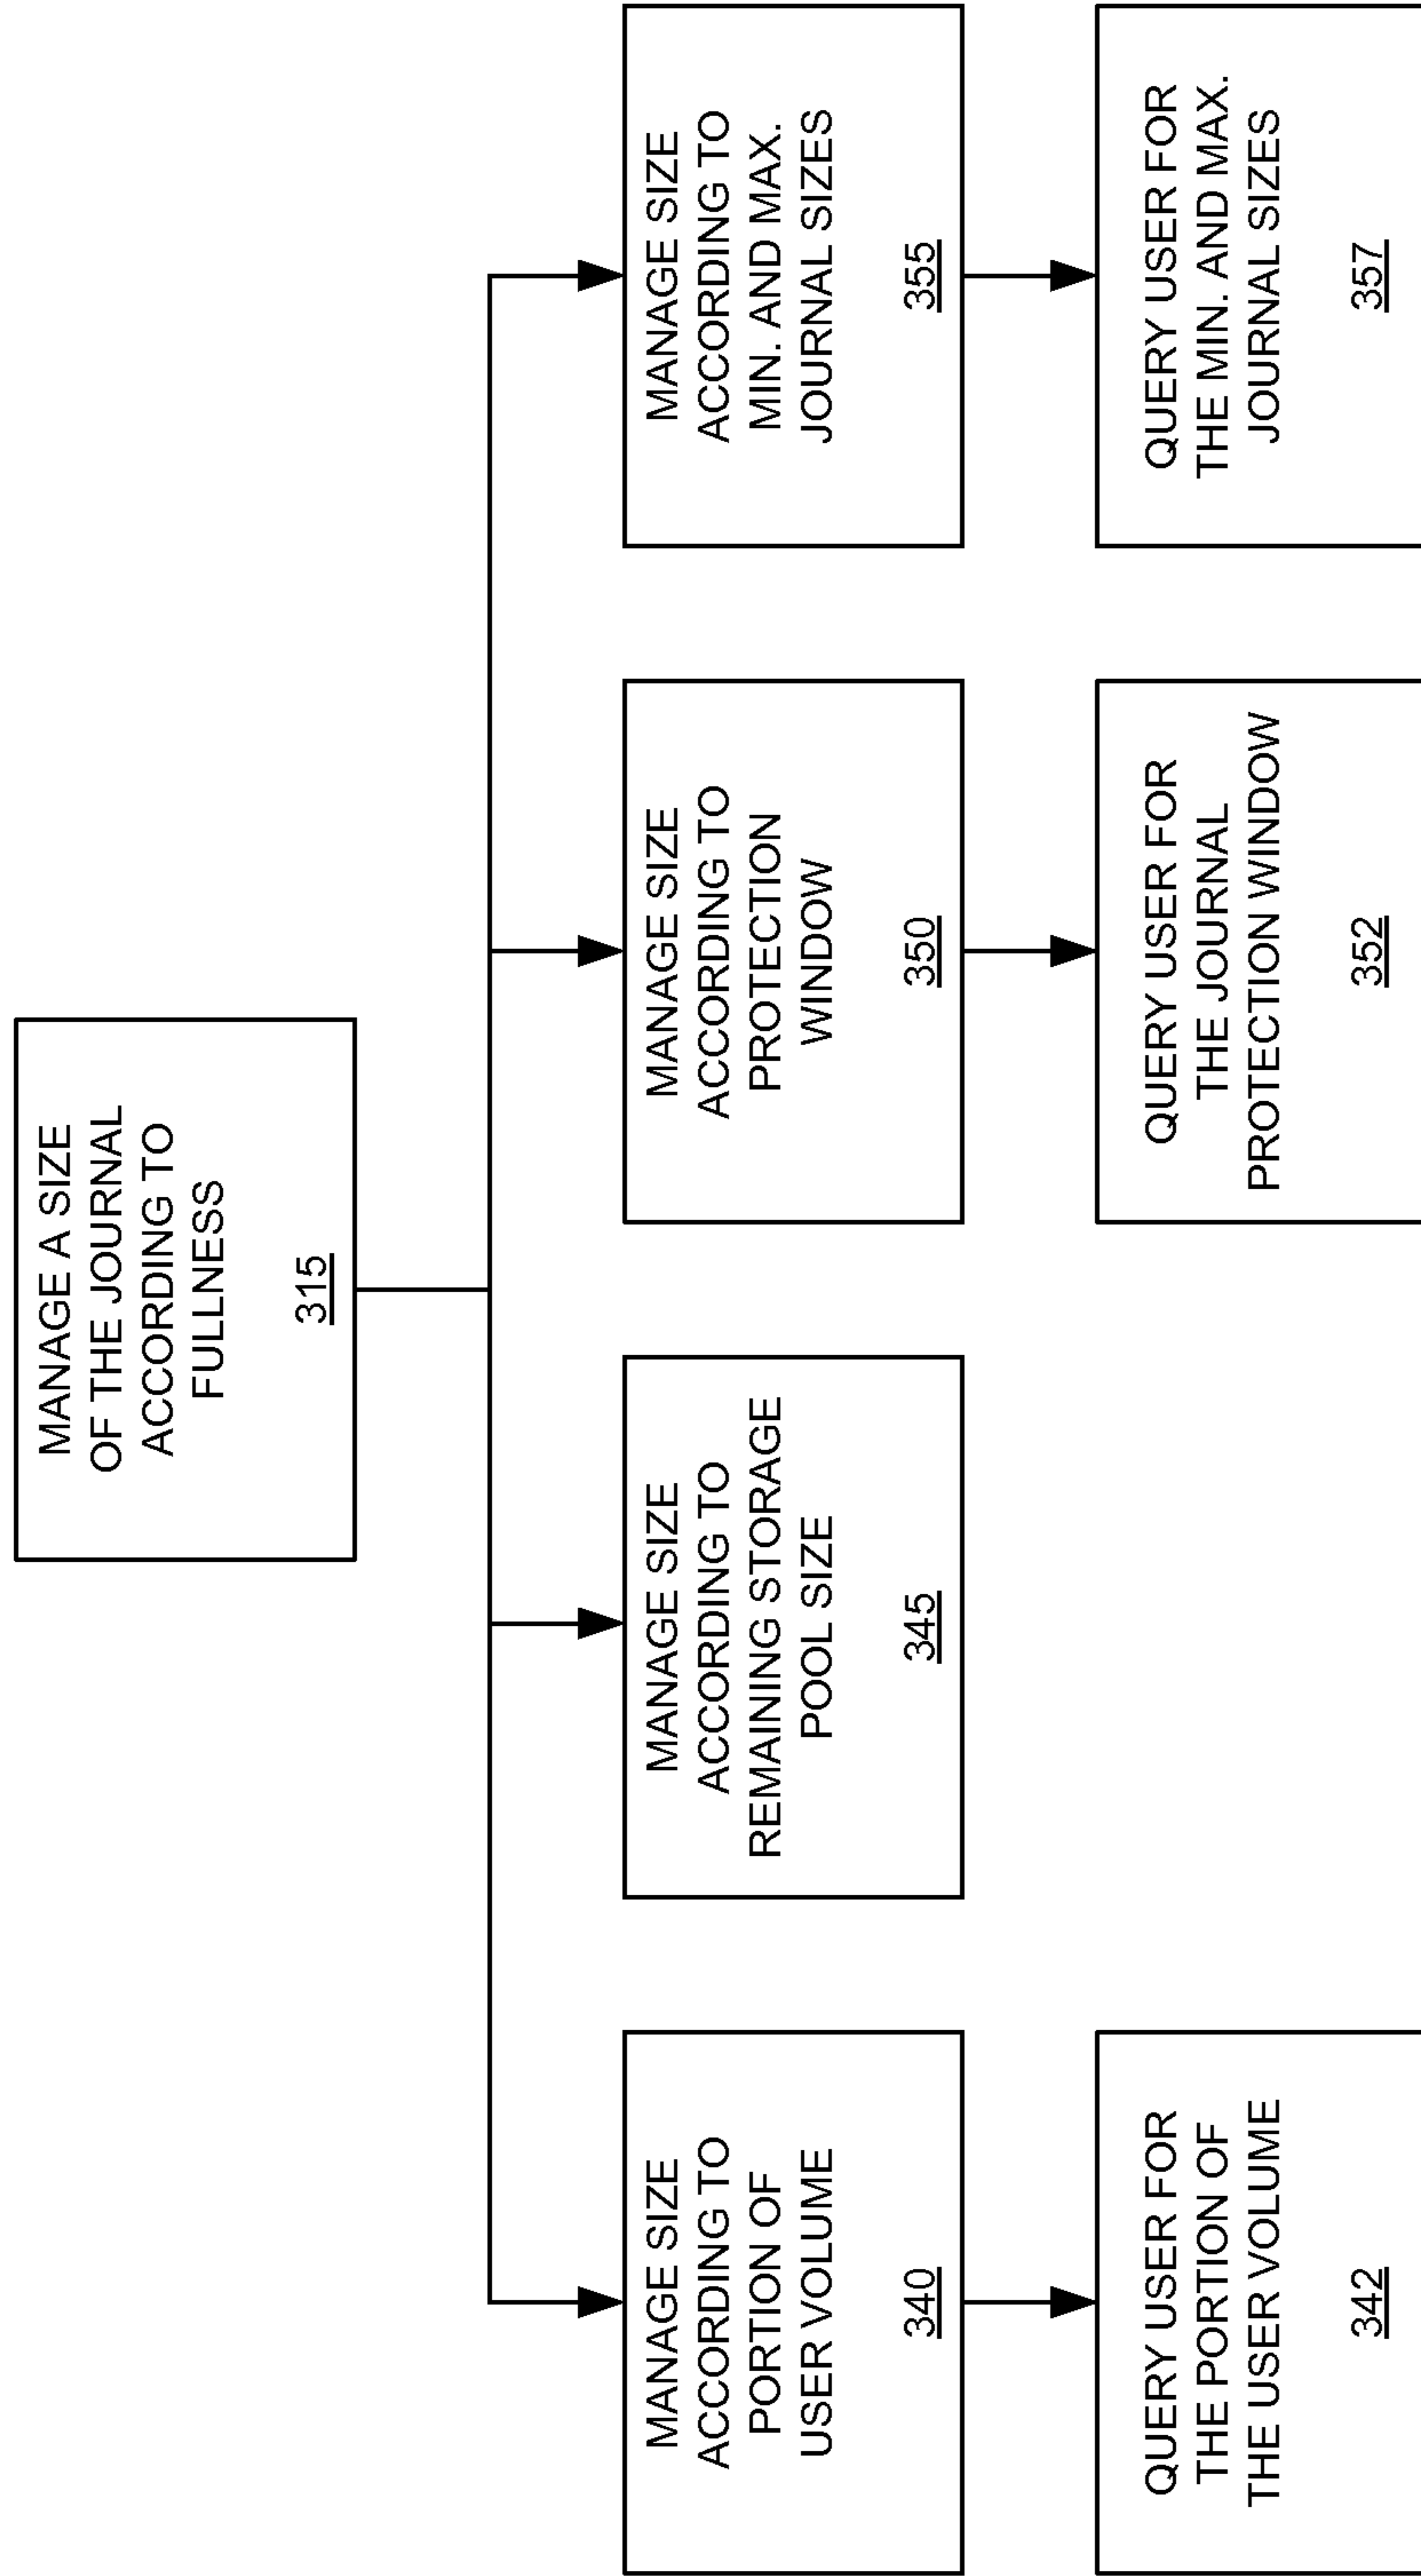 MANAGE A SIZE
OF THE JOURNAL
ACCORDING TO
FULLNESS
315
MANAGE SIZE
ACCORDING TO
PORTION OF
USER VOLUME
340
MANAGE SIZE
ACCORDING TO
REMAINING STORAGE
POOL SIZE
345
MANAGE SIZE
ACCORDING TO
PROTECTION
WINDOW
350
MANAGE SIZE
ACCORDING TO
MIN. AND MAX.
JOURNAL SIZES
355
QUERY USER FOR
THE PORTION OF
THE USER VOLUME
342
QUERY USER FOR
THE JOURNAL
PROTECTION WINDOW
352
QUERY USER FOR
THE MIN. AND MAX.
JOURNAL SIZES
357